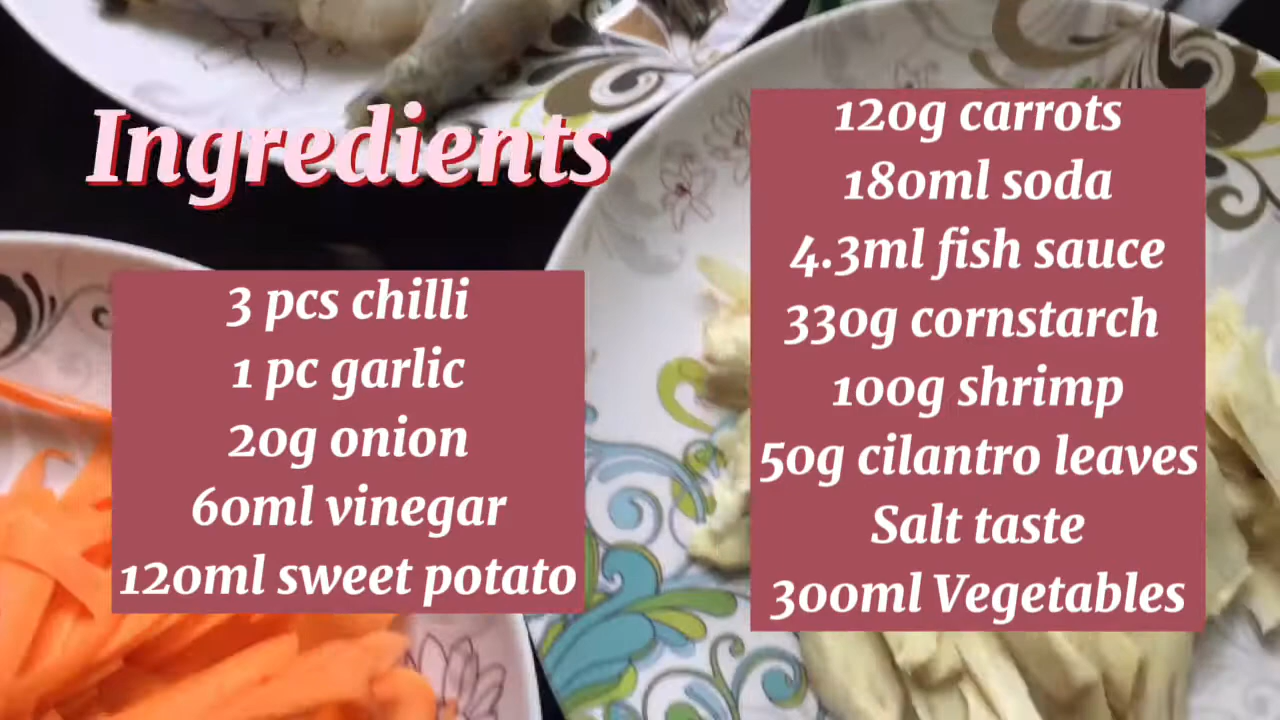 Ingredients
3 pcs chilli
1 pc garlic
20g onion
60ml vinegar
120ml sweet potato
120g carrots
180ml soda
4.3ml fish sauce
330g cornstarch
100g shrimp
50g cilantro leaves
Salt taste
300ml Vegetables